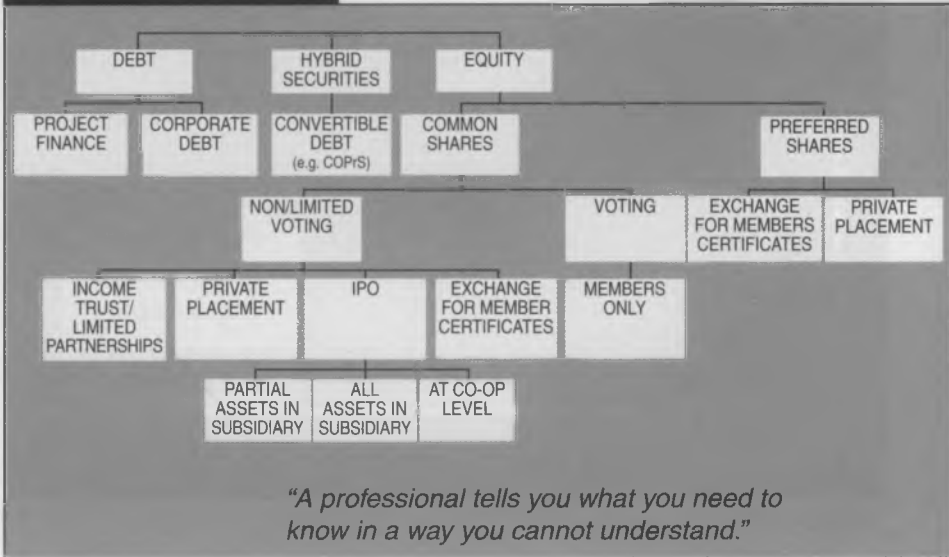 DEBT
HYBRID
SECURITIES
EQUITY
PROJECT
FINANCE
CORPORATE
DEBT
CONVERTIBLE
DEBT
(e.g. COPrS)
COMMON
SHARES
PREFERRED
SHARES
NON/LIMITED
VOTING
VOTING
EXCHANGE
FOR MEMBERS
CERTIFICATES
PRIVATE
PLACEMENT
INCOME
TRUST/
LIMITED
PARTNERSHIPS
PRIVATE
PLACEMENT
IPO
EXCHANGE
FOR MEMBER
CERTIFICATES
MEMBERS
ONLY
PARTIAL
ASSETS IN
SUBSIDIARY
ALL
ASSETS IN
SUBSIDIARY
AT CO-OP
LEVEL
"A professional tells you what you need to
know in a way you cannot understand."